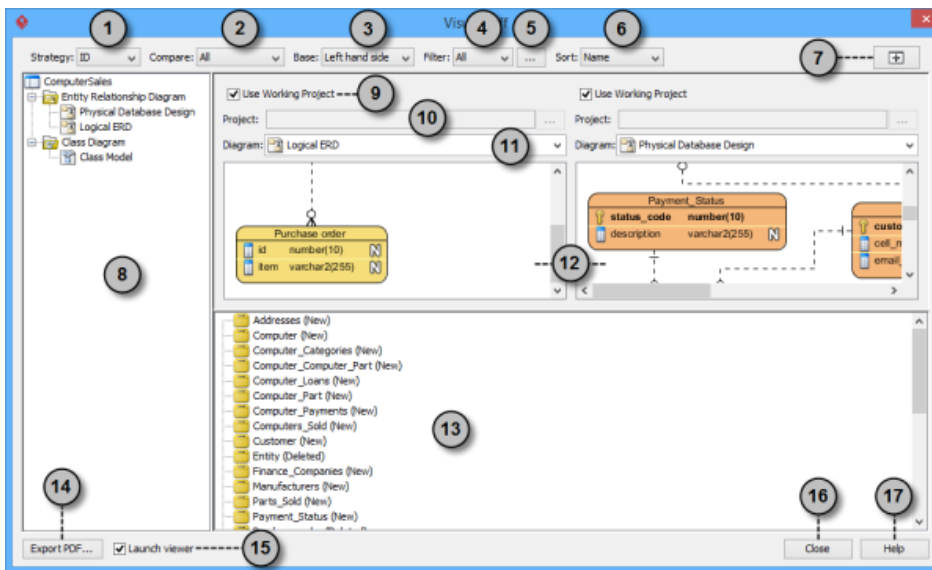 Vis
ff
1
2
3
4
5
6
Strategy: ID Compare: All Base: Left hand side Filter: All ... Sort: Name
7
ComputerSales
Entity Relationship Diagram
Physical Database Design
Logical ERD
Class Diagram
Class Model
8
Use Working Project
9
Project:
10
...
Diagram: Logical ERD
11
Purchase order
id number(10) N
item varchar2(255) N
12
Use Working Project
Project:
...
Diagram: Physical Database Design
Payment_Status
status_code number(10)
description varchar2(255) N
custo
cell_n
email_
Addresses (New)
Computer (New)
Computer_Categories (New)
Computer_Computer_Part (New)
Computer_Loans (New)
Computer_Part (New)
Computer_Payments (New)
Computers_Sold (New)
Customer (New)
Entity (Deleted)
Finance_Companies (New)
Manufacturers (New)
Parts_Sold (New)
Payment_Status (New)
13
14
16
17
Export PDF... Launch viewer
15
Close Help